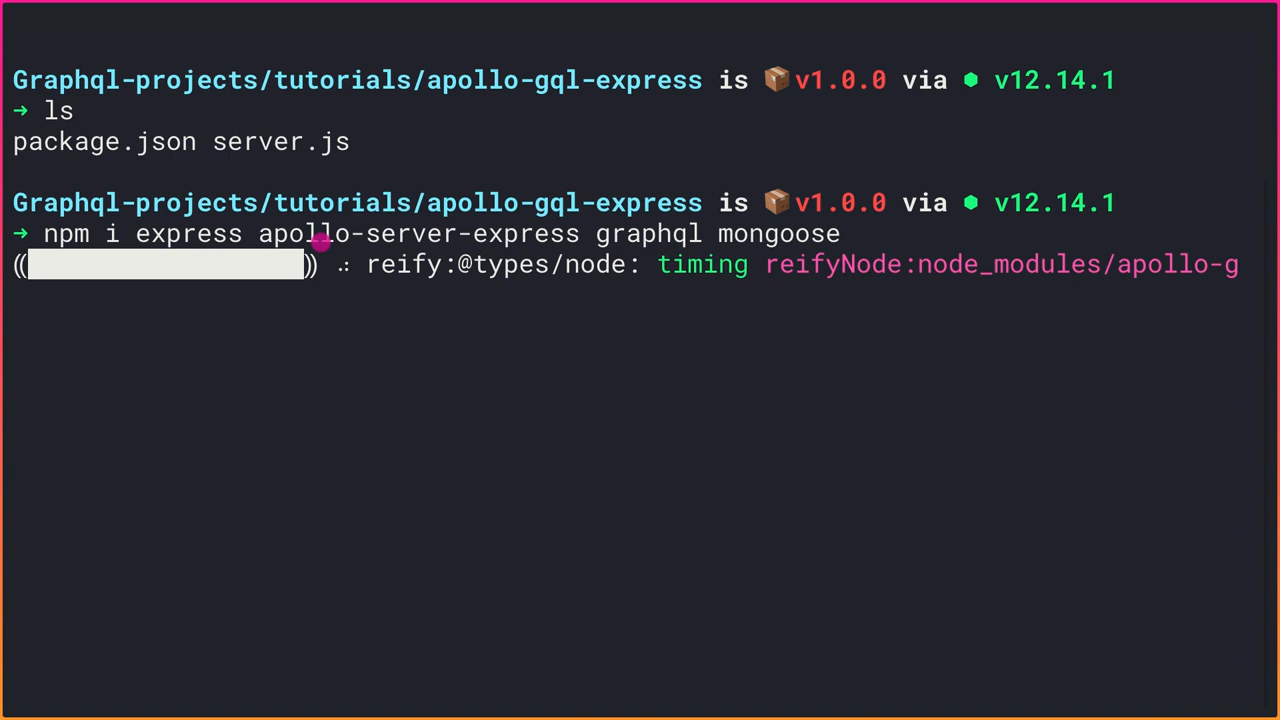 Graphql-projects/tutorials/apollo-gql-express is 📦v1.0.0 via ⬢ v12.14.1
➜ ls
package.json server.js
Graphql-projects/tutorials/apollo-gql-express is 📦v1.0.0 via ⬢ v12.14.1
➜ npm i express apollo-server-express graphql mongoose
(( )) ⠴ reify:@types/node: timing reifyNode:node_modules/apollo-g